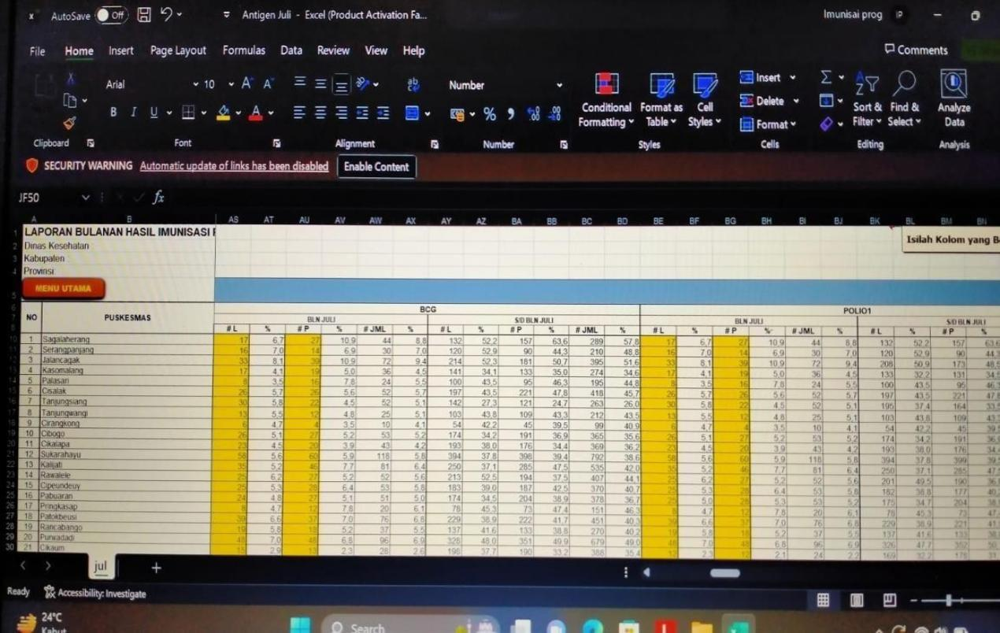 AutoSave Off Antigen Juli - Excel (Product Activation Fa... Imunisai prog IP
File Home Insert Page Layout Formulas Data Review View Help Comments
Arial 10 A A ab Number Insert
B I U A % Conditional Formatting Format as Table Cell Styles Delete Sort & Filter Find & Select Analyze Data
Format
Clipboard Font Alignment Number Styles Cells Editing Analysis
SECURITY WARNING Automatic update of links has been disabled Enable Content
JF50 fx
A B AS AT AU AV AW AX AY AZ BA BB BC BD BE BF BG BH BI BJ BK BL BM BN
1 LAPORAN BULANAN HASIL IMUNISASI
2 Dinas Kesehatan Isilah Kolom yang B
3 Kabupaten
4 Provinsi:
5 MENU UTAMA
NO PUSKESMAS BCG POLIO1
BLN JULI S/D BLN JULI BLN JULI S/D BLN JULI
# L % # P % # JML % # L % # P % # JML % # L % # P % # JML % # L % # P %
1 Sagalaherang 17 6,7 27 10,9 44 8,8 132 52,2 157 63,6 289 57,8 17 6,7 27 10,9 44 8,8 132 52,2 157 63,6
2 Serangpanjang 16 7,0 14 6,9 30 7,0 120 52,9 90 44,3 210 48,8 16 7,0 14 6,9 30 7,0 120 52,9 90
3 Jalancagak 33 8,1 39 10,9 72 9,4 214 52,3 181 50,7 395 51,6 33 8,1 39 10,9 72 9,4 208 50,9 173
4 Kasomalang 17 4,1 19 5,0 36 4,5 141 34,1 133 35,0 274 34,6 17 4,1 19 5,0 36 4,5 133 32,2 131
5 Palasari 8 3,5 16 7,8 24 5,5 100 43,5 95 46,3 195 44,8 8 3,5 16 7,8 24 5,5 100 43,5 95
6 Cisalak 26 5,7 26 5,6 52 5,7 197 43,5 221 47,8 418 45,7 26 5,7 26 5,6 52 5,7 197 43,5 221
7 Tanjungsiang 30 5,8 22 4,5 52 5,1 142 27,3 121 24,7 263 26,0 30 5,8 22 4,5 52 5,1 195 37,4 164
8 Tanjungwangi 13 5,5 12 4,8 25 5,1 103 43,8 109 43,3 212 43,5 13 5,5 12 4,8 25 5,1 103 43,8 109
9 Cirangkong 6 4,7 4 3,5 10 4,1 54 42,2 45 39,5 99 40,9 6 4,7 4 3,5 10 4,1 54 42,2 45
10 Cibogo 26 5,1 27 5,2 53 5,2 174 34,2 191 36,9 365 35,6 26 5,1 27 5,2 53 5,2 174 34,2 191
11 Cikalapa 23 4,5 20 3,9 43 4,2 193 38,0 176 34,4 369 36,2 23 4,5 20 3,9 43 4,2 193 38,0 176
12 Sukarahayu 58 5,6 60 5,9 118 5,8 394 37,8 398 39,4 792 38,6 58 5,6 60 5,9 118 5,8 394 37,8 399
13 Kalijati 35 5,2 46 7,7 81 6,4 250 37,1 285 47,5 535 42,0 35 5,2 46 7,7 81 6,4 250 37,1 285
14 Rawalele 25 6,2 27 5,2 52 5,6 213 52,5 194 37,5 407 44,1 25 6,2 27 5,2 52 5,6 201 49,5 190
15 Cipeundeuy 25 5,3 28 6,4 53 5,8 183 39,0 187 42,5 370 40,7 25 5,3 28 6,4 53 5,8 182 38,8 177
16 Pabuaran 24 4,8 27 5,1 51 5,0 174 34,5 204 38,9 378 36,7 25 5,0 28 5,3 53 5,2 175 34,7 204
17 Pringkasap 8 4,7 12 7,8 20 6,1 78 45,3 73 47,4 151 46,3 8 4,7 12 7,8 20 6,1 78 45,3 73
18 Patokbeusi 39 6,6 37 7,0 76 6,8 229 38,9 222 41,7 451 40,3 39 6,6 37 7,0 76 6,8 229 38,9 221
19 Rancabango 19 5,8 18 5,2 37 5,5 137 41,6 133 38,8 270 40,2 19 5,8 18 5,2 37 5,5 137 41,6 133
20 Purwadadi 48 7,0 48 6,8 96 6,9 328 48,0 351 49,9 679 49,0 48 7,0 48 6,8 96 6,9 326 47,7 352
21 Cikaum 15 2,9 13 2,3 28 2,6 198 37,7 190 33,2 388 35,4 12 2,3 12 2,1 24 2,2 169 32,2 178
jul
Ready Accessibility: Investigate
24°C
Kabut Search